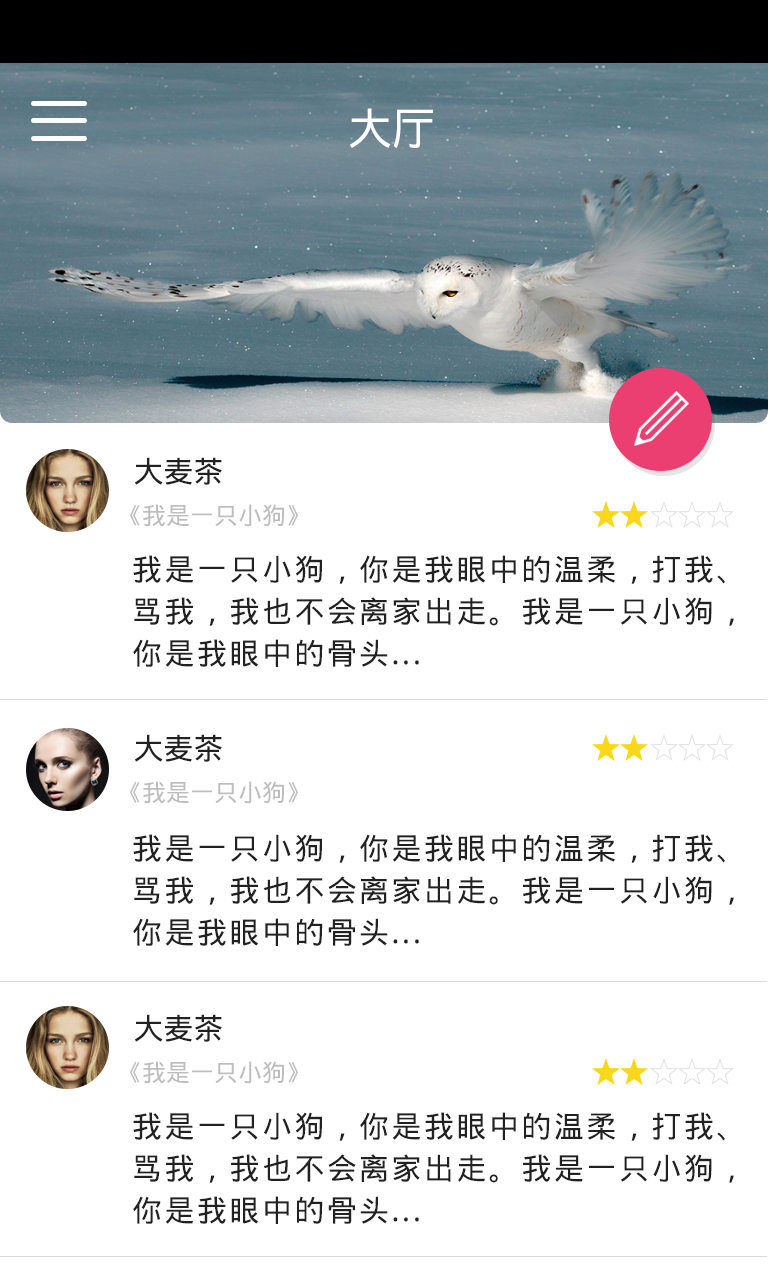 大厅
大麦茶
《我是一只小狗》
我是一只小狗，你是我眼中的温柔，打我、
骂我，我也不会离家出走。我是一只小狗，
你是我眼中的骨头...
大麦茶
《我是一只小狗》
我是一只小狗，你是我眼中的温柔，打我、
骂我，我也不会离家出走。我是一只小狗，
你是我眼中的骨头...
大麦茶
《我是一只小狗》
我是一只小狗，你是我眼中的温柔，打我、
骂我，我也不会离家出走。我是一只小狗，
你是我眼中的骨头...